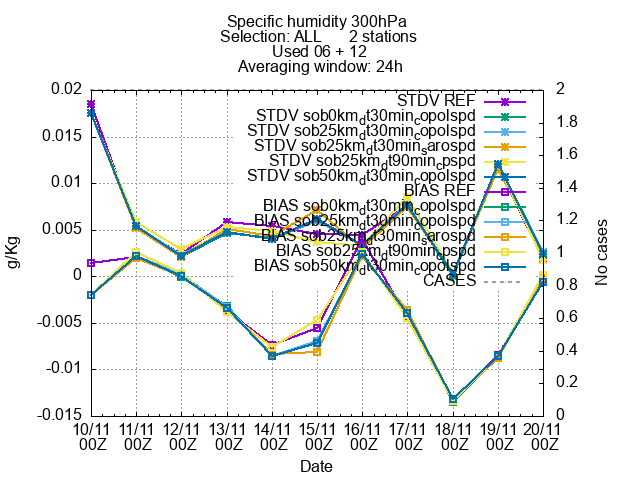 Specific humidity 300hPa
Selection: ALL 2 stations
Used 06 + 12
Averaging window: 24h
0.02
0.015
0.01
0.005
0
-0.005
-0.01
-0.015
g/Kg
2
1.8
1.6
1.4
1.2
1
0.8
0.6
0.4
0.2
0
No cases
STDV REF
STDV sob0km_dt30min_copolspd
STDV sob25km_dt30min_copolspd
STDV sob25km_dt30min_sarospd
STDV sob25km_dt90min_cpspd
STDV sob50km_dt30min_copolspd
BIAS REF
BIAS sob0km_dt30min_copolspd
BIAS sob25km_dt30min_copolspd
BIAS sob25km_dt30min_sarospd
BIAS sob25km_dt90min_cpspd
BIAS sob50km_dt30min_copolspd
CASES
10/11 11/11 12/11 13/11 14/11 15/11 16/11 17/11 18/11 19/11 20/11
00Z 00Z 00Z 00Z 00Z 00Z 00Z 00Z 00Z 00Z 00Z
Date